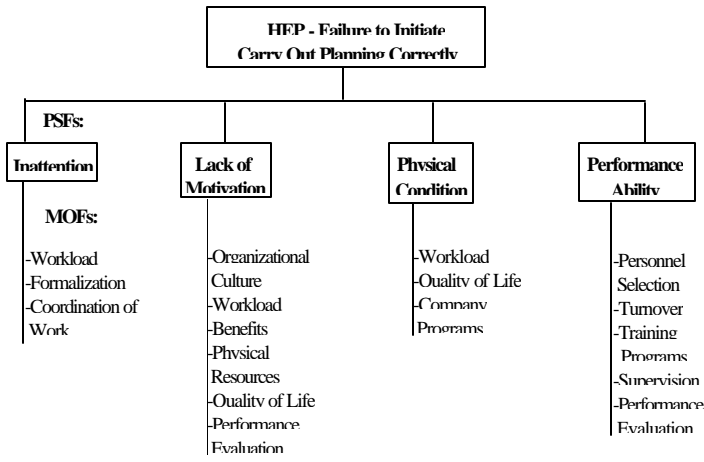 HEP - Failure to Initiate
Carry Out Planning Correctly
PSFs:
Inattention
Lack of
Motivation
Physical
Condition
Performance
Ability
MOFs:
-Workload
-Formalization
-Coordination of
Work
-Organizational
Culture
-Workload
-Benefits
-Physical
Resources
-Quality of Life
-Performance
Evaluation
-Workload
-Quality of Life
-Company
Programs
-Personnel
Selection
-Turnover
-Training
Programs
-Supervision
-Performance
Evaluation